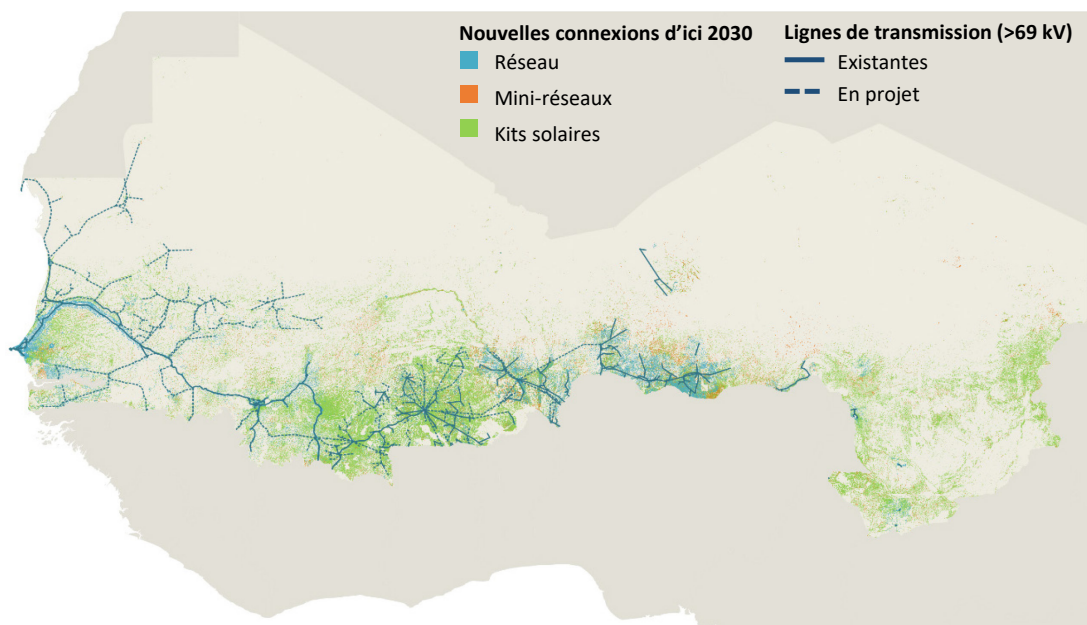 Nouvelles connexions d’ici 2030
Réseau
Mini-réseaux
Kits solaires
Lignes de transmission (>69 kV)
Existantes
En projet